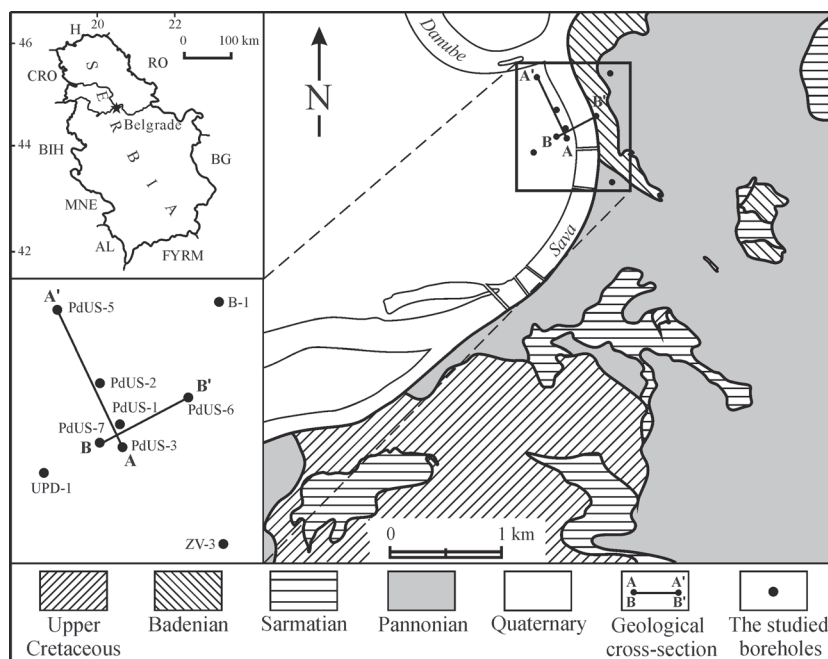 20
22
H
0 100 km
46
RO
CRO
SERBIA
Belgrade
44
BIH
BG
MNE
42
AL
FYRM
Danube
N
A'
B'
B
A
Sava
A'
PdUS-5
B-1
PdUS-2
B'
PdUS-1
PdUS-6
PdUS-7
B
PdUS-3
A
UPD-1
ZV-3
0 1 km
A A'
B B'
Upper Cretaceous
Badenian
Sarmatian
Pannonian
Quaternary
Geological cross-section
The studied boreholes